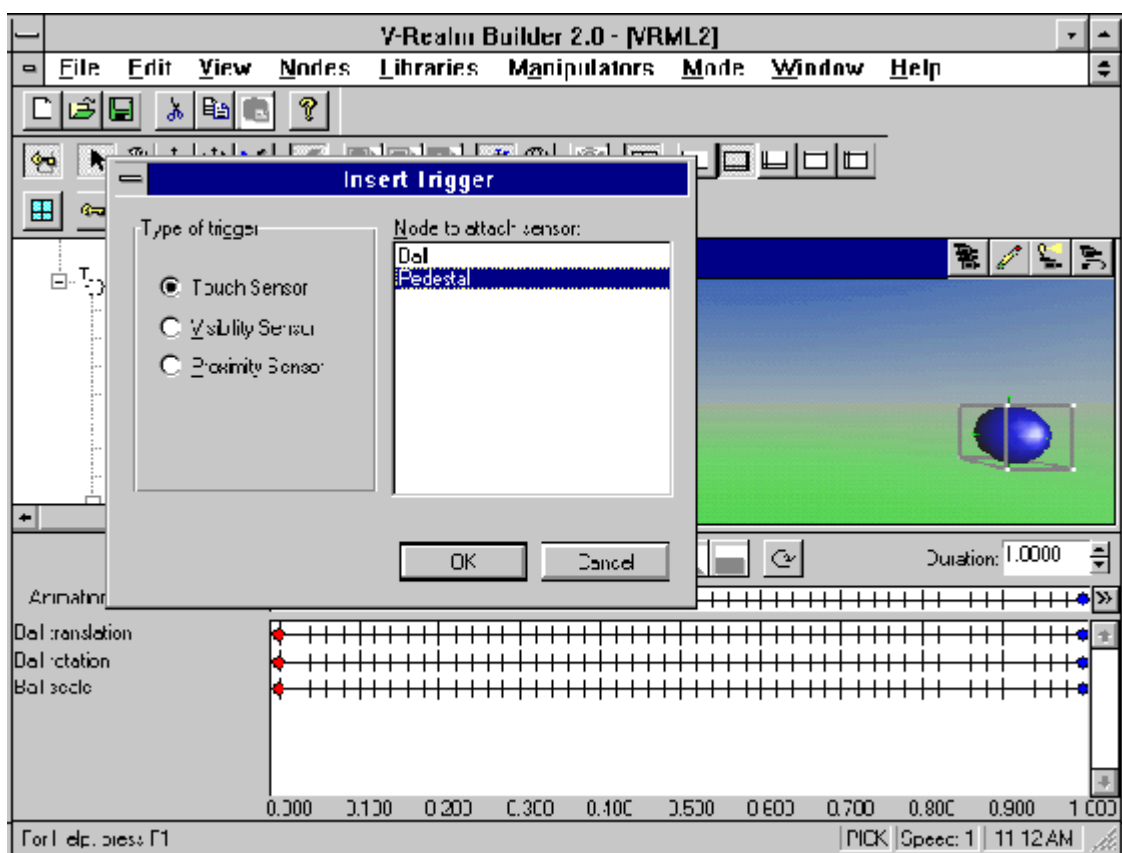 V-Realm Builder 2.0 - [VRML2]
File Edit View Nodes Libraries Manipulators Mode Window Help
Insert Trigger
Type of trigger
Touch Sensor
Visibility Sensor
Proximity Sensor
Node to attach sensor:
Ball
Pedestal
OK Cancel
Duration: 1.0000
Animation
Ball translation
Ball rotation
Ball scale
0.000 0.100 0.200 0.300 0.400 0.500 0.600 0.700 0.800 0.900 1.000
For Help, press F1 PICK Speed: 1 11:12 AM